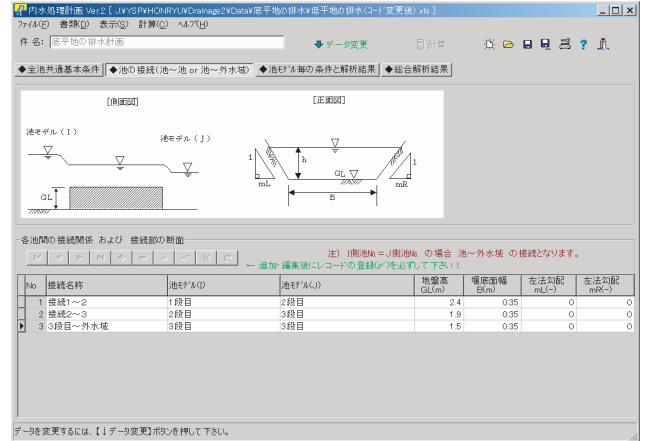 内水処理計画 Ver.2 [ J:¥YSP¥HONRYU¥Drainage2¥Data¥底平地の排水¥低平地の排水(コード変更後).xls ]
ファイル(F) 書類(D) 表示(S) 計算(C) ヘルプ(H)
件 名: 底平地の排水計画 データ変更 計算
◆全池共通基本条件 ◆池の接続(池～池 or 池～外水域) ◆池モデル毎の条件と解析結果 ◆総合解析結果
[側面図] [正面図]
池モデル ( I ) 池モデル ( J )
GL
1 mL h GL B 1 mR
各池間の接続関係 および 接続部の断面
注) I側池No.=J側池No. の場合 池～外水域 の接続となります。
← 追加・編集後にレコードの登録(✓)を必ずして下さい!
No 接続名称 池モデル(I) 池モデル(J) 地盤高 GL(m) 堰底面幅 B(m) 左法勾配 mL(-) 左法勾配 mR(-)
1 接続1～2 1段目 2段目 2.4 0.35 0 0
2 接続2～3 2段目 3段目 1.9 0.35 0 0
3 3段目～外水域 3段目 3段目 1.5 0.35 0 0
データを変更するには、【↓データ変更】ボタンを押して下さい。